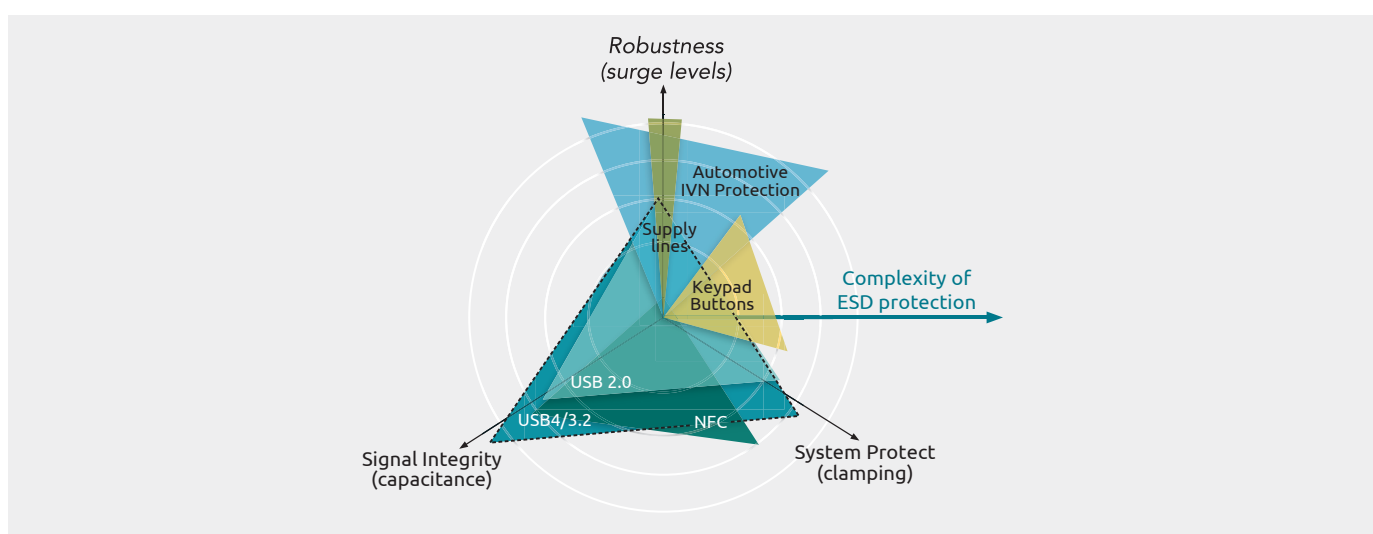 Robustness
(surge levels)
Automotive
IVN Protection
Supply
lines
Complexity of
ESD protection
Keypad
Buttons
USB 2.0
USB4/3.2
NFC
Signal Integrity
(capacitance)
System Protect
(clamping)